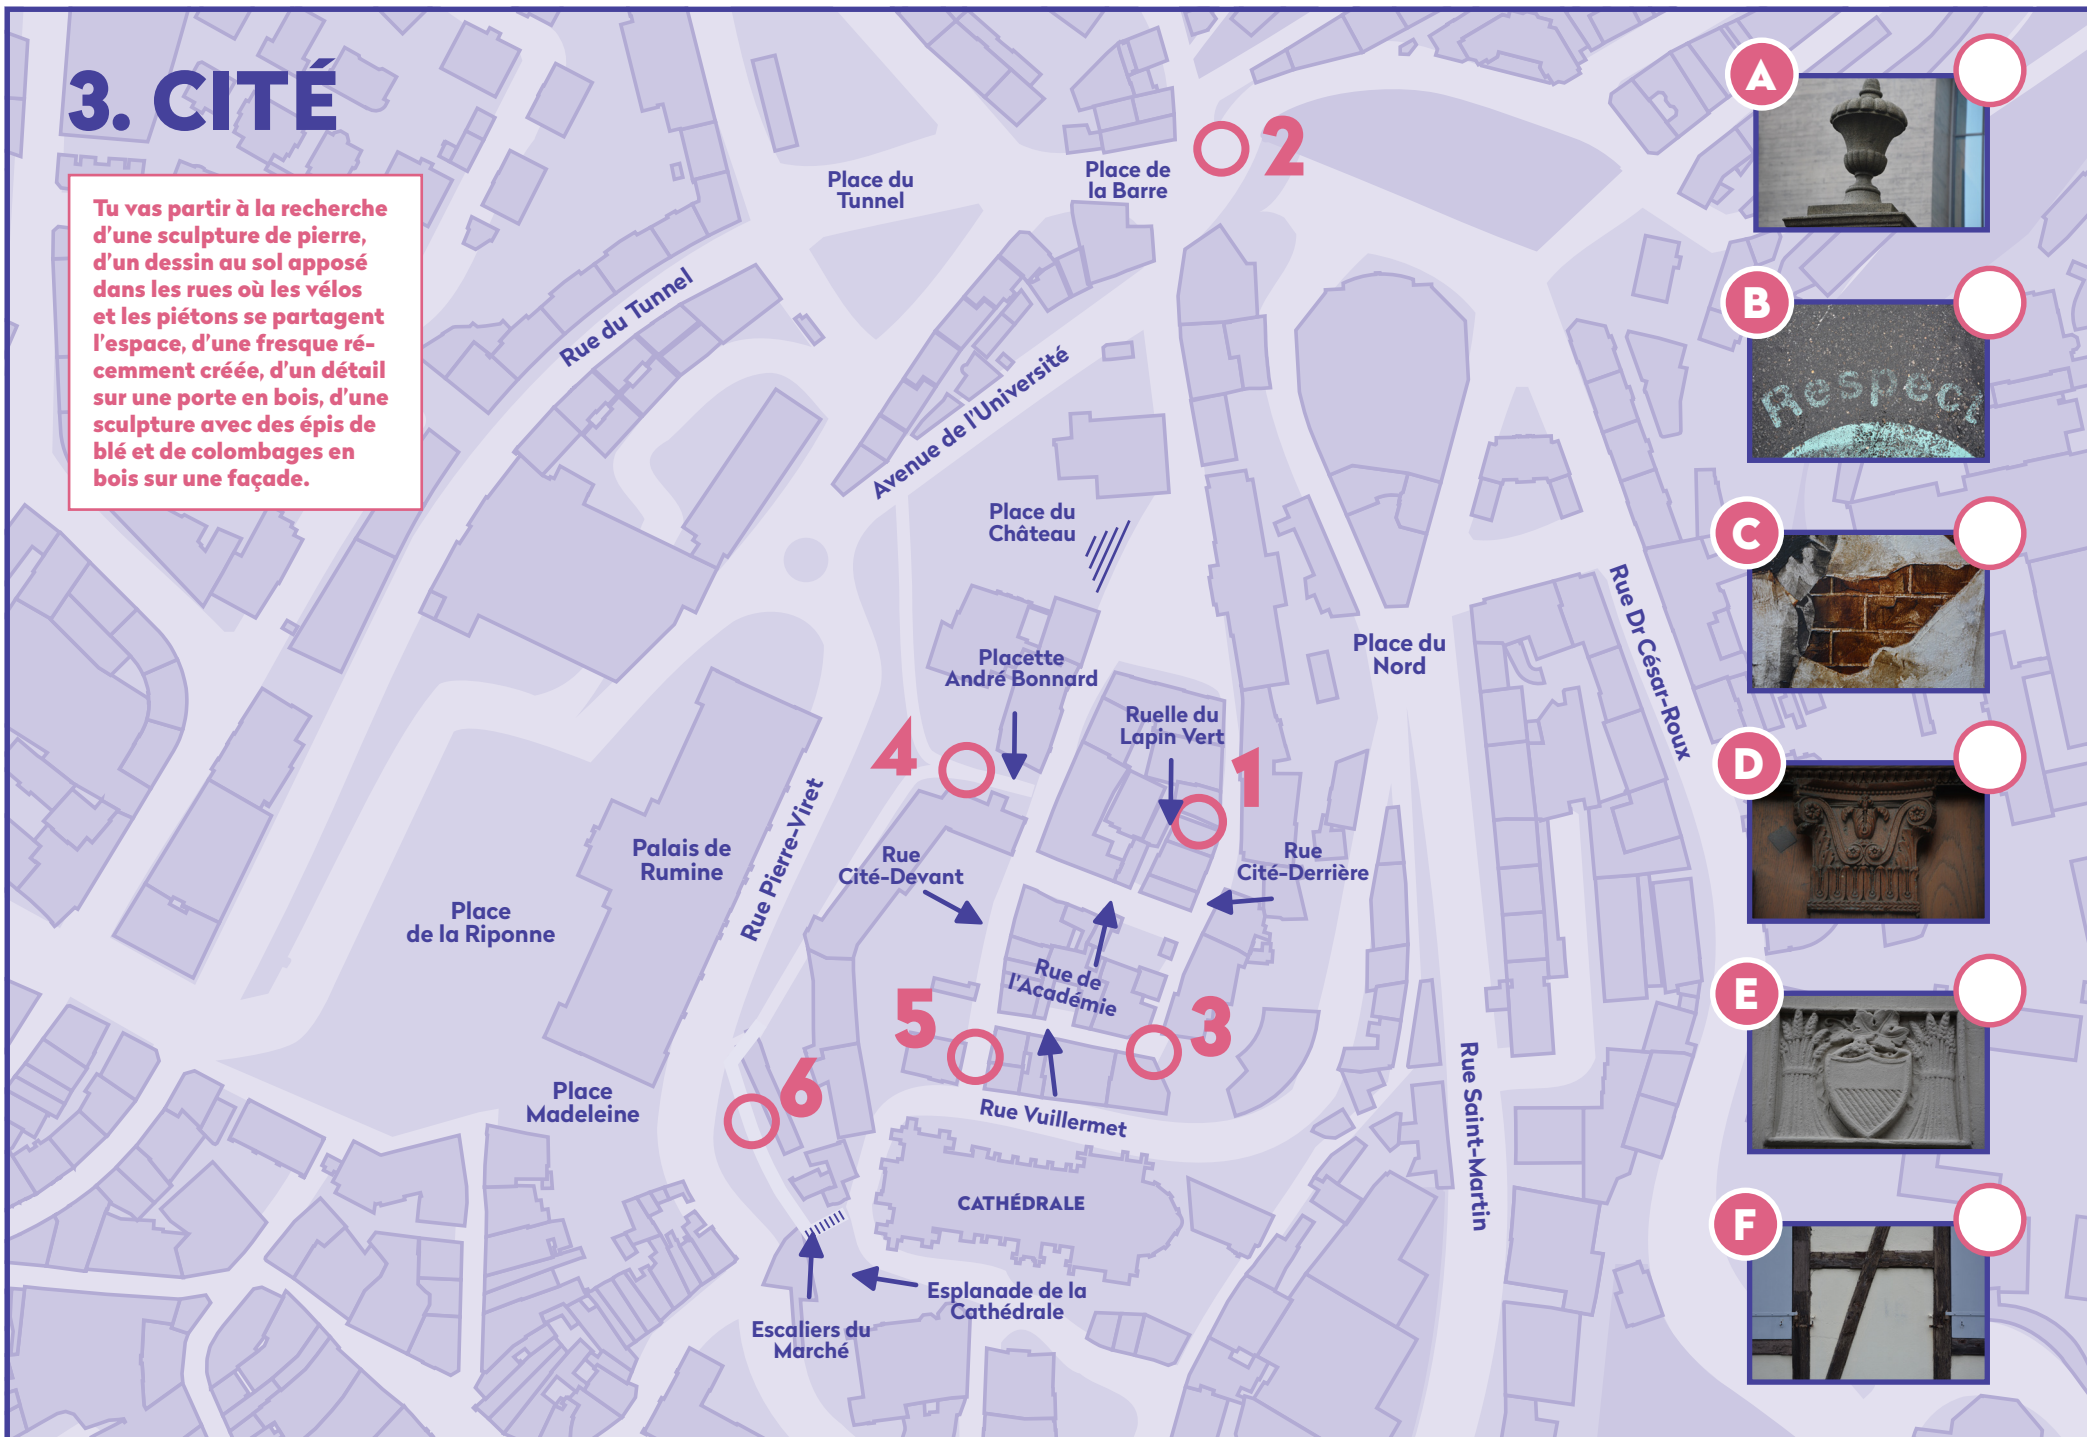 3. CITÉ
Tu vas partir à la recherche
d'une sculpture de pierre,
d'un dessin au sol apposé
dans les rues où les vélos
et les piétons se partagent
l'espace, d'une fresque ré-
cemment créée, d'un détail
sur une porte en bois, d'une
sculpture avec des épis de
blé et de colombages en
bois sur une façade.
Place du
Tunnel
Place de
la Barre
2
Rue du Tunnel
Avenue de l'Université
Place du
Château
Placette
André Bonnard
Ruelle du
Lapin Vert
4
1
Place du
Nord
Rue Dr César-Roux
Palais de
Rumine
Rue Pierre-Viret
Rue
Cité-Devant
Rue
Cité-Derrière
Place
de la Riponne
Rue de
l'Académie
5
3
6
Place
Madeleine
Rue Vuillermet
Rue Saint-Martin
CATHÉDRALE
Esplanade de la
Cathédrale
Escaliers du
Marché
A
B
Respect
C
D
E
F